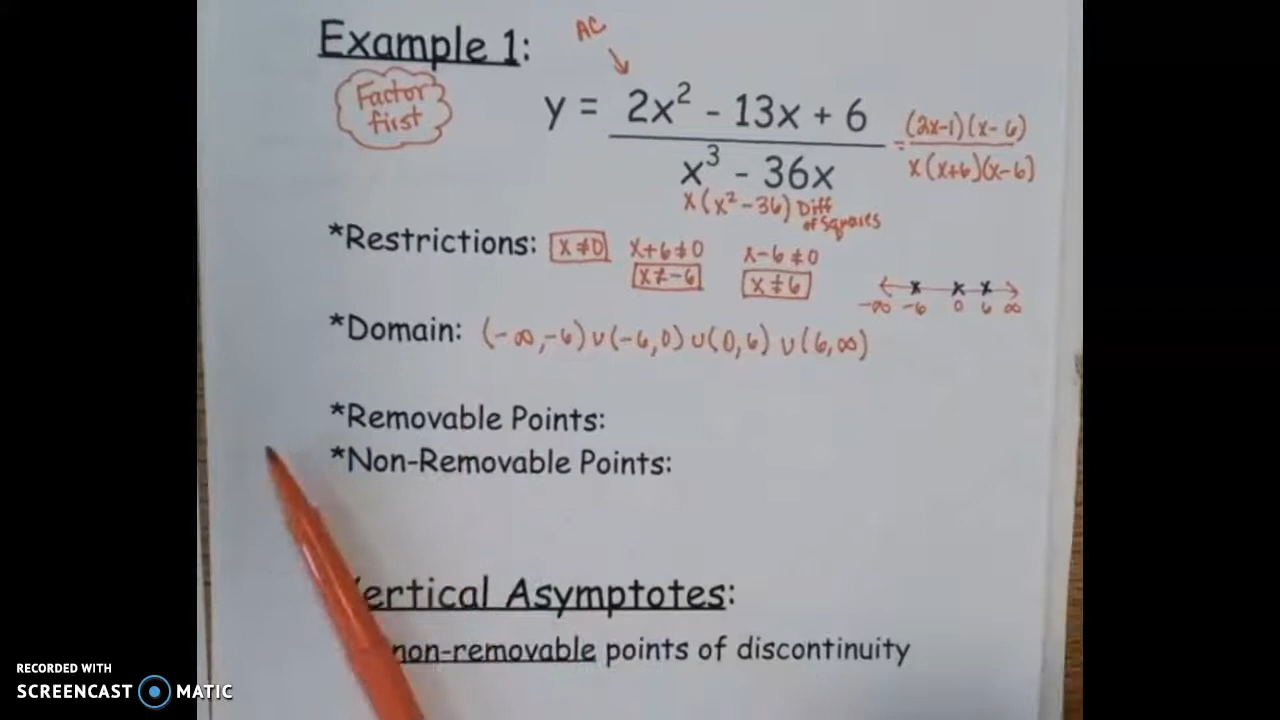 Example 1:
AC
Factor first
y = 2x² - 13x + 6 / x³ - 36x = (2x-1)(x-6) / x(x+6)(x-6)
x(x²-36) Diff of Squares
*Restrictions: x≠0 x+6≠0 x-6≠0
x≠-6 x≠6
-∞ -6 0 6 ∞
*Domain: (-∞,-6)∪(-6,0)∪(0,6)∪(6,∞)
*Removable Points:
*Non-Removable Points:
ertical Asymptotes:
non-removable points of discontinuity
RECORDED WITH
SCREENCAST MATIC